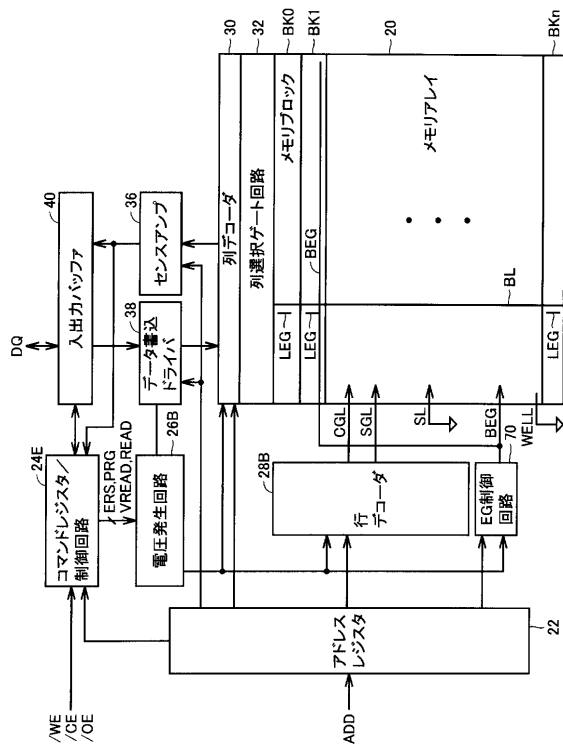 DQ
40
入出力バッファ
24E
コマンドレジスタ/
制御回路
/WE
/CE
/OE
ERS,PRG
VREAD,READ
38
データ書込
ドライバ
36
センスアンプ
26B
電圧発生回路
30
列デコーダ
32
列選択ゲート回路
BK0
メモリブロック
LEG
BK1
BEG
LEG
20
メモリアレイ
BL
BKn
LEG
CGL
SGL
SL
BEG
WELL
28B
行
デコーダ
70
EG制御
回路
22
アドレス
レジスタ
ADD